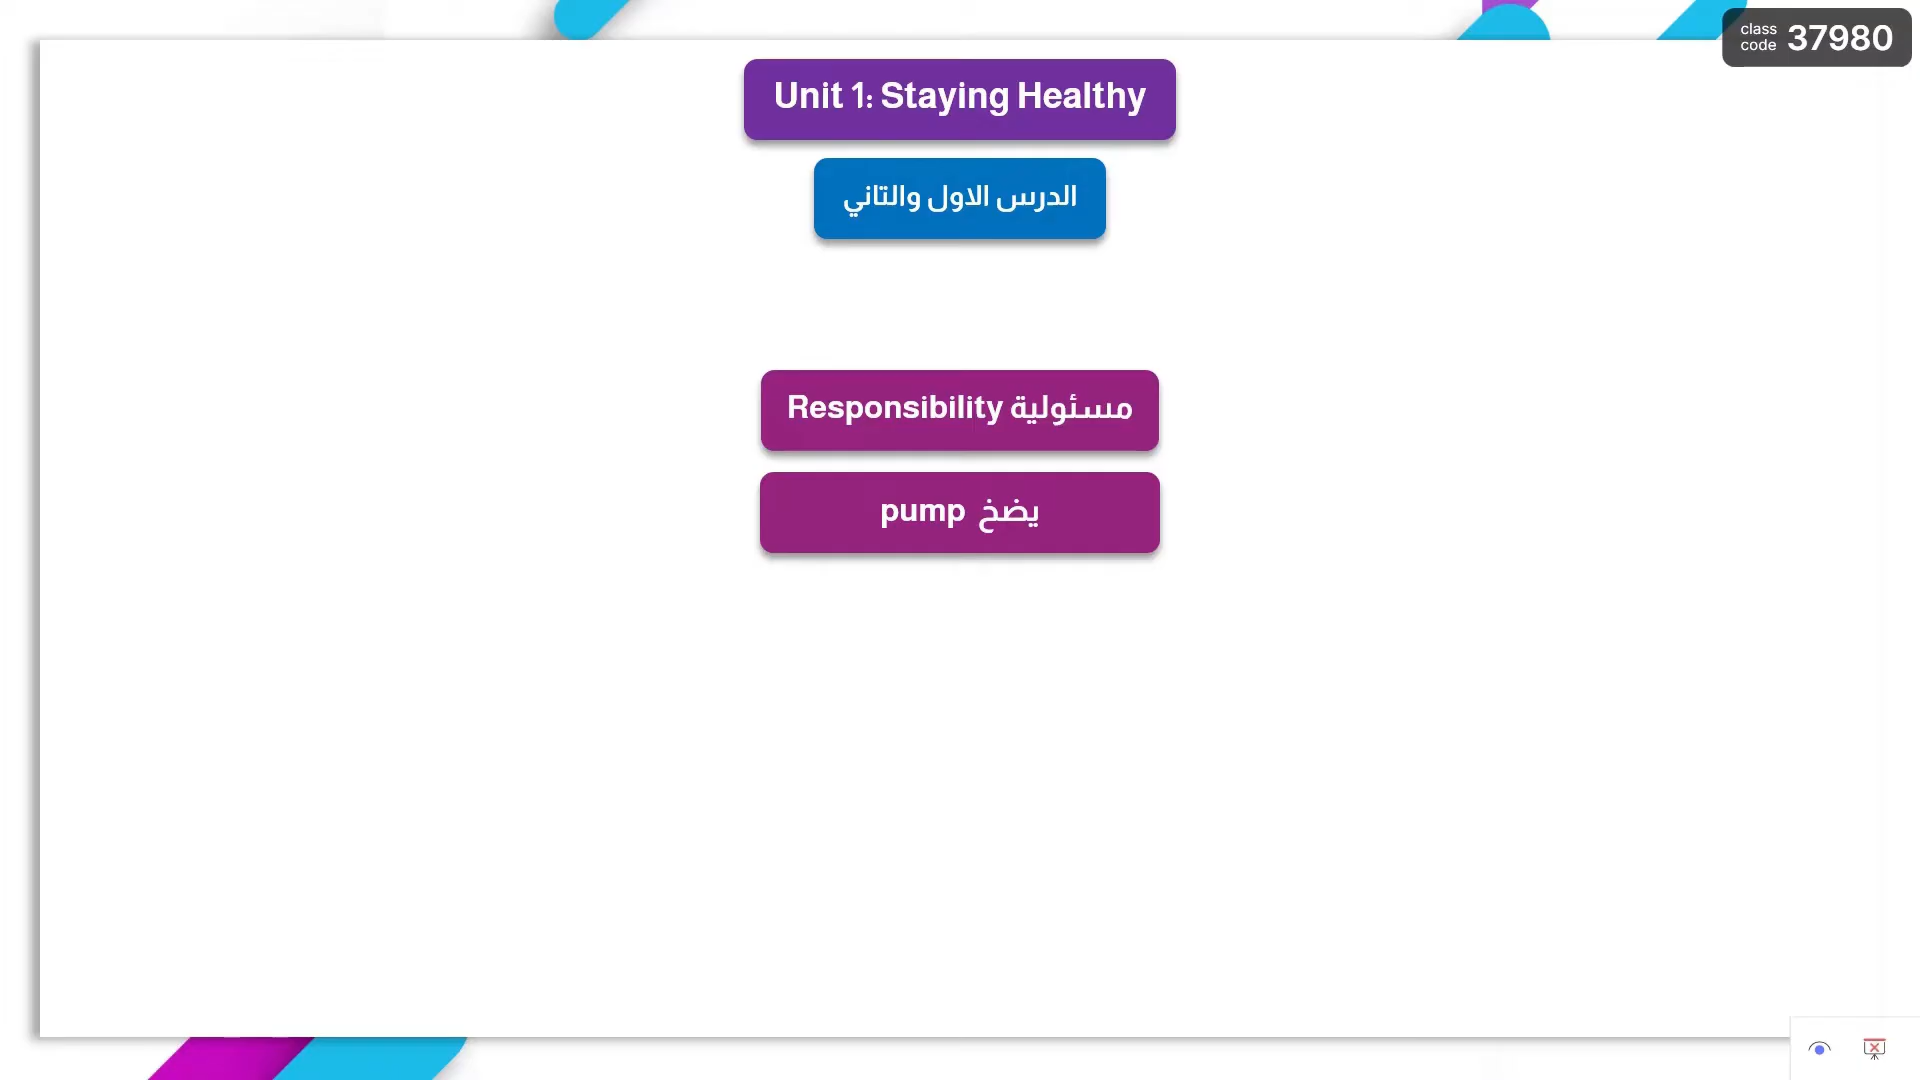 class code 37980
Unit 1: Staying Healthy
الدرس الاول والتاني
Responsibility مسئولية
pump يضخ